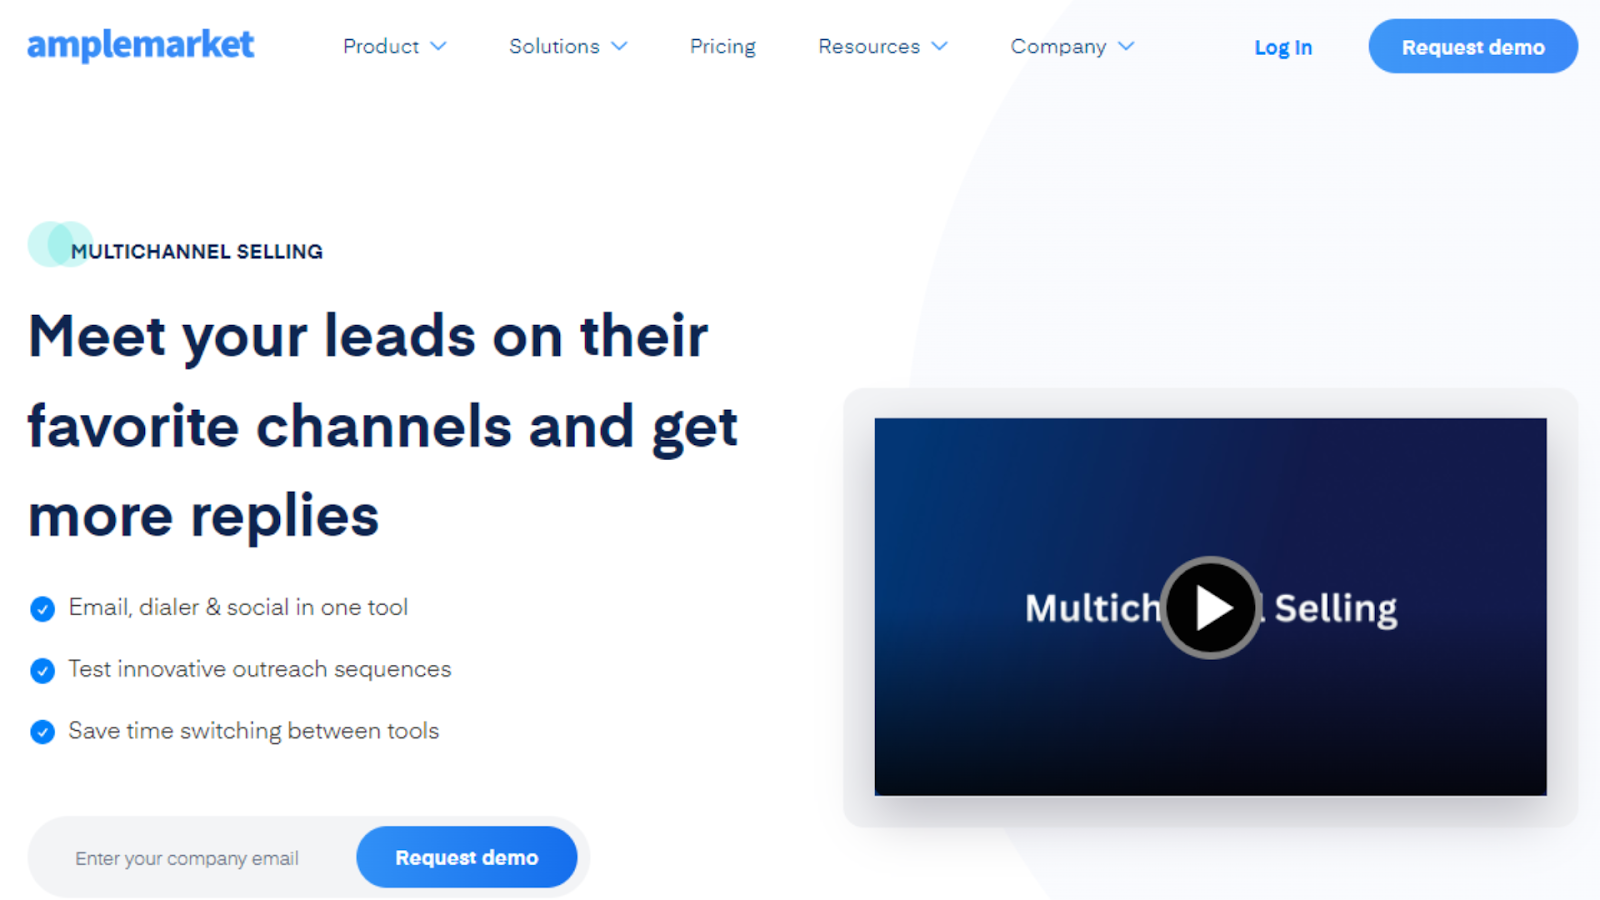 amplemarket
Product
Solutions
Pricing
Resources
Company
Log In
Request demo
MULTICHANNEL SELLING
Meet your leads on their
favorite channels and get
more replies
Email, dialer & social in one tool
Test innovative outreach sequences
Save time switching between tools
Enter your company email
Request demo
Selling